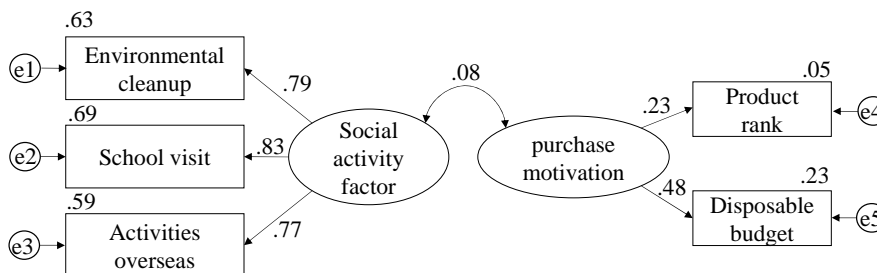 .63
e1
Environmental
cleanup
.79
.69
e2
School visit
.83
.59
e3
Activities
overseas
.77
Social
activity
factor
.08
purchase
motivation
.23
.05
Product
rank
e4
.48
.23
Disposable
budget
e5